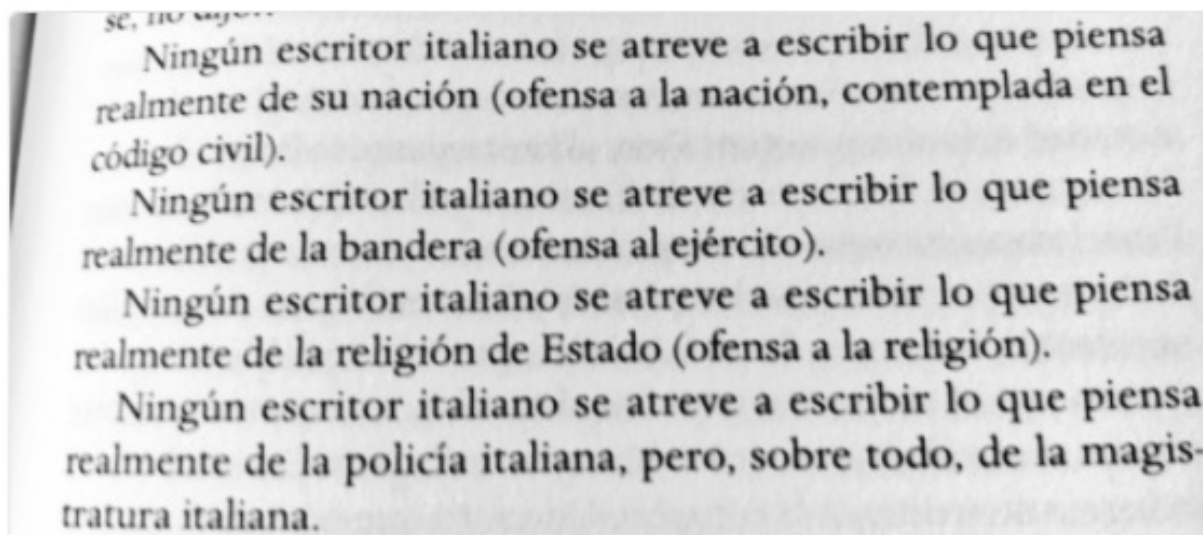 se, no
Ningún escritor italiano se atreve a escribir lo que piensa
realmente de su nación (ofensa a la nación, contemplada en el
código civil).
Ningún escritor italiano se atreve a escribir lo que piensa
realmente de la bandera (ofensa al ejército).
Ningún escritor italiano se atreve a escribir lo que piensa
realmente de la religión de Estado (ofensa a la religión).
Ningún escritor italiano se atreve a escribir lo que piensa
realmente de la policía italiana, pero, sobre todo, de la magis-
tratura italiana.